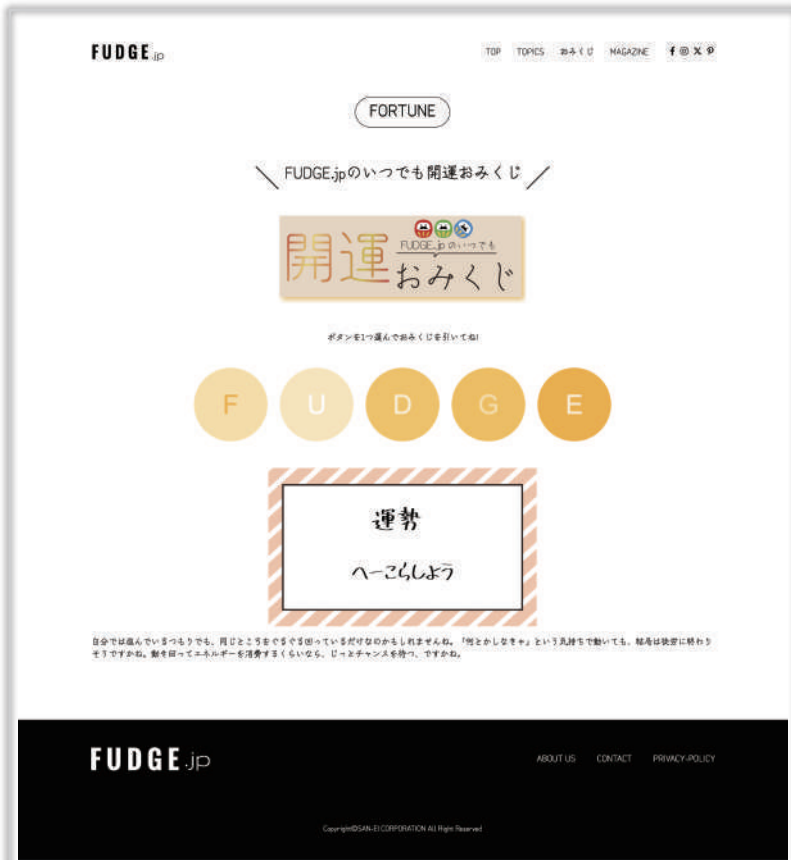 FUDGE.jp
TOP TOPICS おみくじ MAGAZINE
FORTUNE
FUDGE.jpのいつでも開運おみくじ
開運
FUDGE.jpのいつでも
おみくじ
ボタンを1つ選んでおみくじを引いてね!
F U D G E
運勢
へーこらしよう
自分では進んでいるつもりでも、同じところをぐるぐる回っているだけなのかもしれませんね。「何とかしなきゃ」という気持ちで動いても、結局は徒労に終わり
そうですかね。動き回ってエネルギーを消費するくらいなら、じっとチャンスを待つ、ですかね。
FUDGE.jp
ABOUT US CONTACT PRIVACY-POLICY
Copyright©SAN-EI CORPORATION All Right Reserved